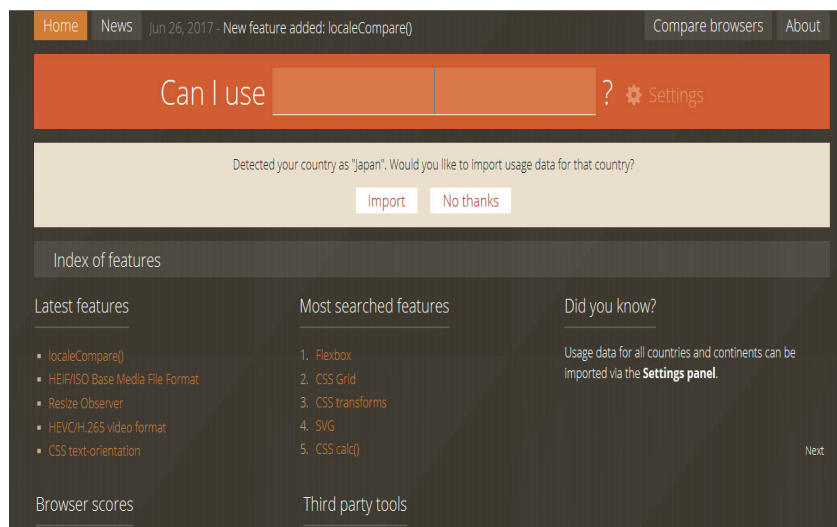 Home News Jun 26, 2017 - New feature added: localeCompare() Compare browsers About
Can I use ? Settings
Detected your country as "Japan". Would you like to import usage data for that country?
Import No thanks
Index of features
Latest features
localeCompare()
HEIF/ISO Base Media File Format
Resize Observer
HEVC/H.265 video format
CSS text-orientation
Most searched features
1. Flexbox
2. CSS Grid
3. CSS transforms
4. SVG
5. CSS calc()
Did you know?
Usage data for all countries and continents can be
imported via the Settings panel.
Next
Browser scores
Third party tools